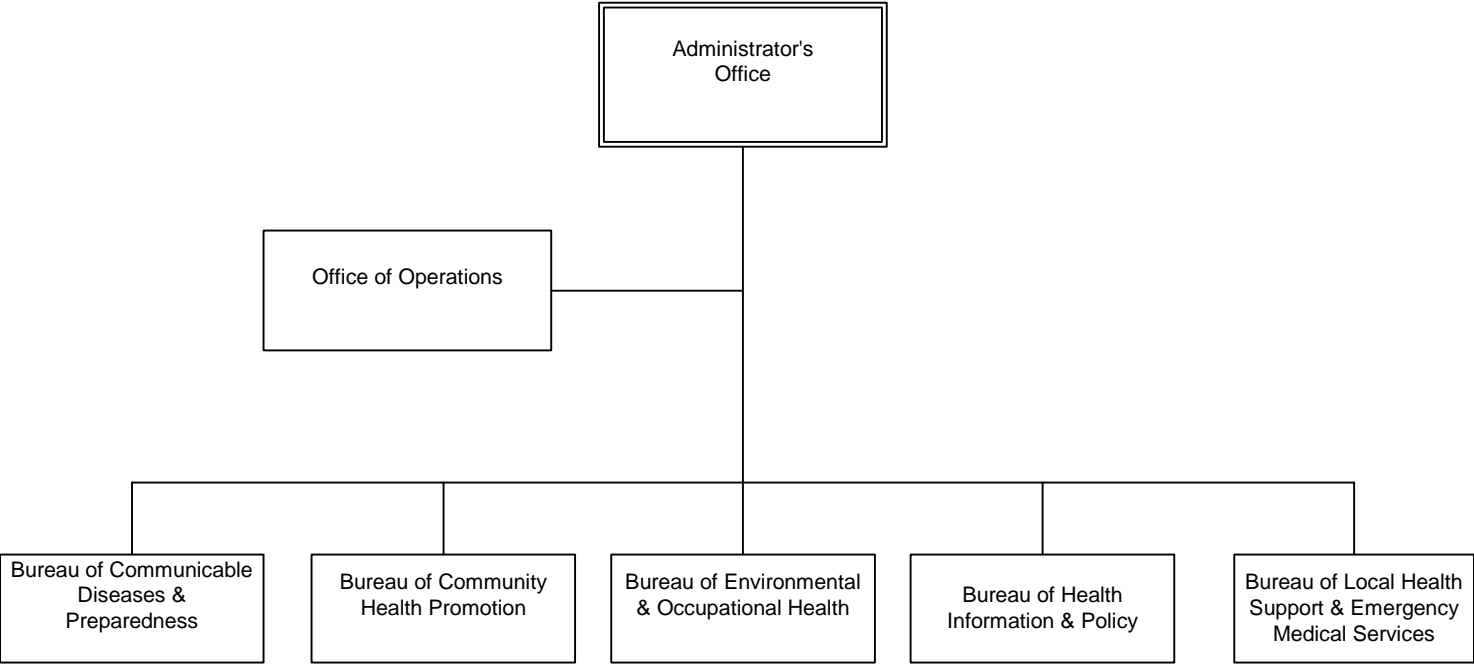 Administrator's
Office
Office of Operations
Bureau of Communicable
Diseases &
Preparedness
Bureau of Community
Health Promotion
Bureau of Environmental
& Occupational Health
Bureau of Health
Information & Policy
Bureau of Local Health
Support & Emergency
Medical Services